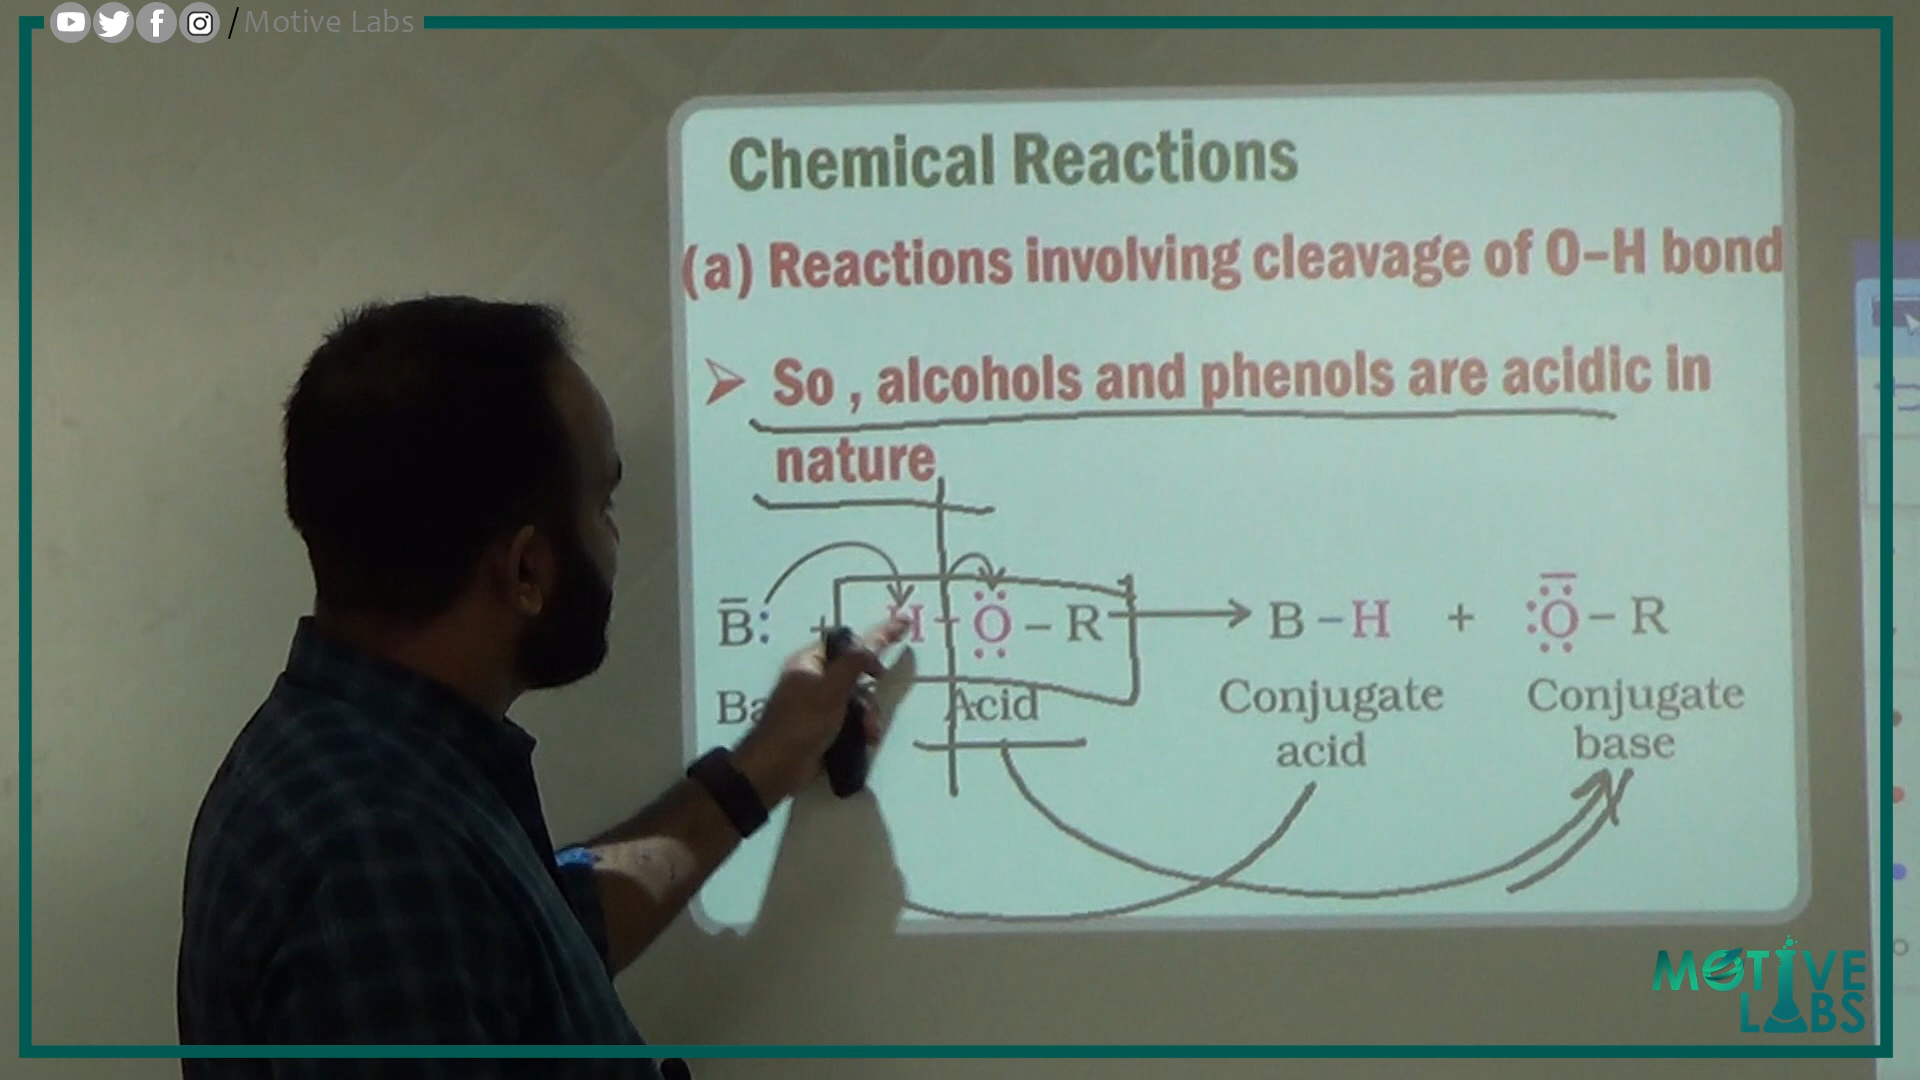 / Motive Labs
Chemical Reactions
(a) Reactions involving cleavage of O–H bond
➢ So , alcohols and phenols are acidic in
nature
B̄: + H – Ö – R → B – H + :Ȫ – R
Acid Conjugate Conjugate
acid base
MOTIVE
LABS